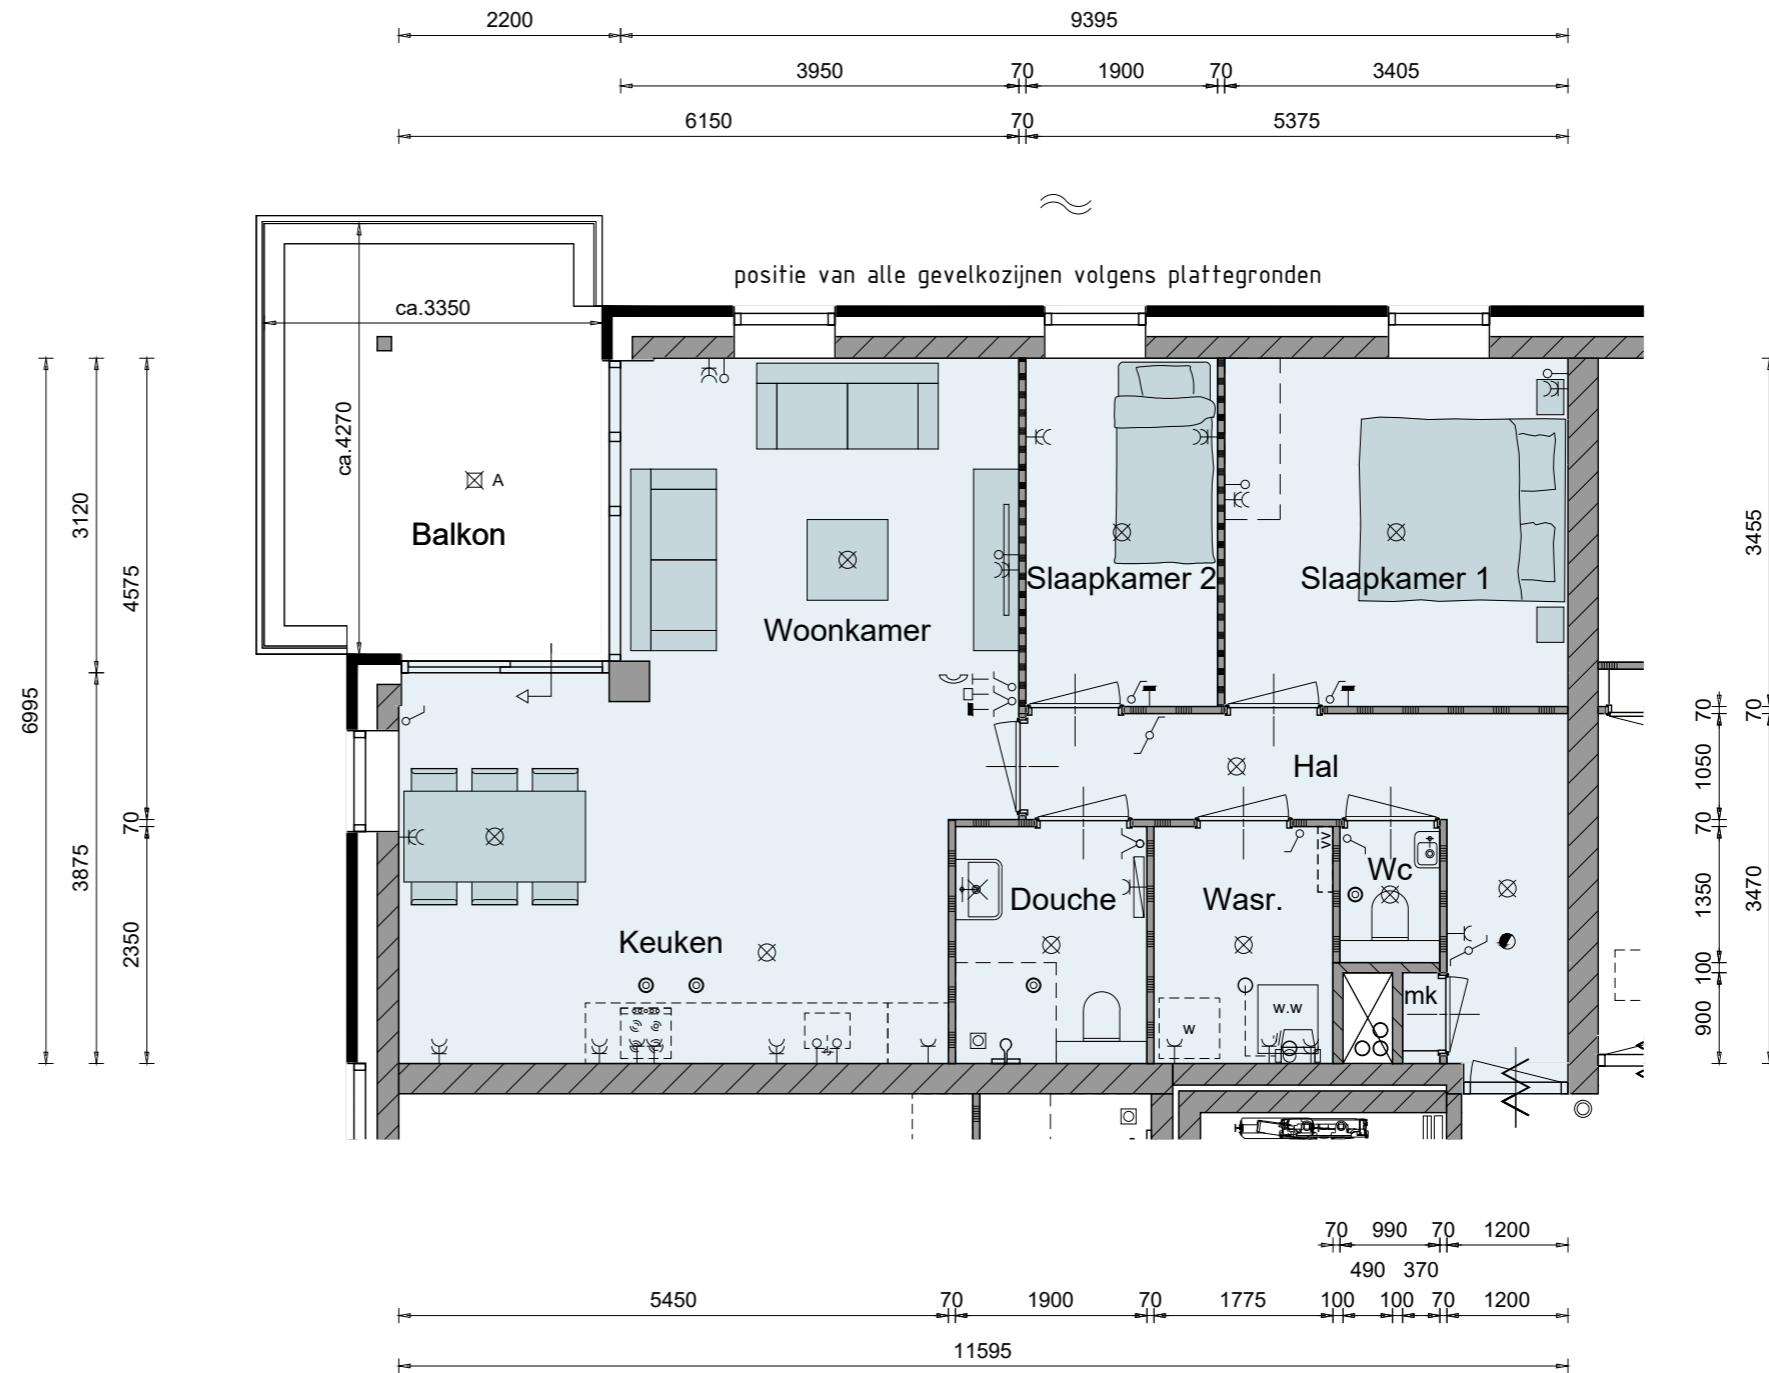 2200 9395
3950 70 1900 70 3405
6150 70 5375
positie van alle gevelkozijnen volgens plattegronden
ca.3350
ca.4270
A
Balkon
Woonkamer
Slaapkamer 2
Slaapkamer 1
Hal
Keuken
Douche
Wasr.
Wc
vv
mk
w
w.w
6995
3120
3875
4575
70
2350
3455
70
3470
70
1050
70
1350
100
900
70 990 70 1200
490 370
5450 70 1900 70 1775 100 100 70 1200
11595